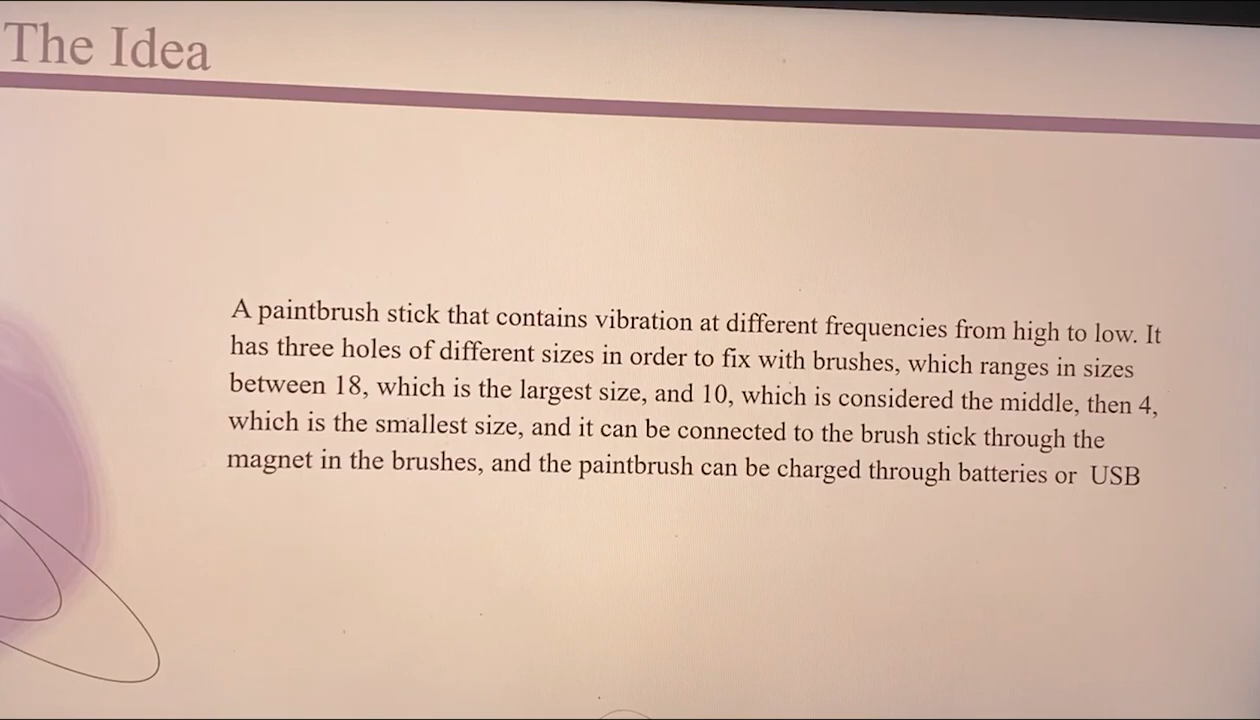 The Idea
A paintbrush stick that contains vibration at different frequencies from high to low. It
has three holes of different sizes in order to fix with brushes, which ranges in sizes
between 18, which is the largest size, and 10, which is considered the middle, then 4,
which is the smallest size, and it can be connected to the brush stick through the
magnet in the brushes, and the paintbrush can be charged through batteries or USB